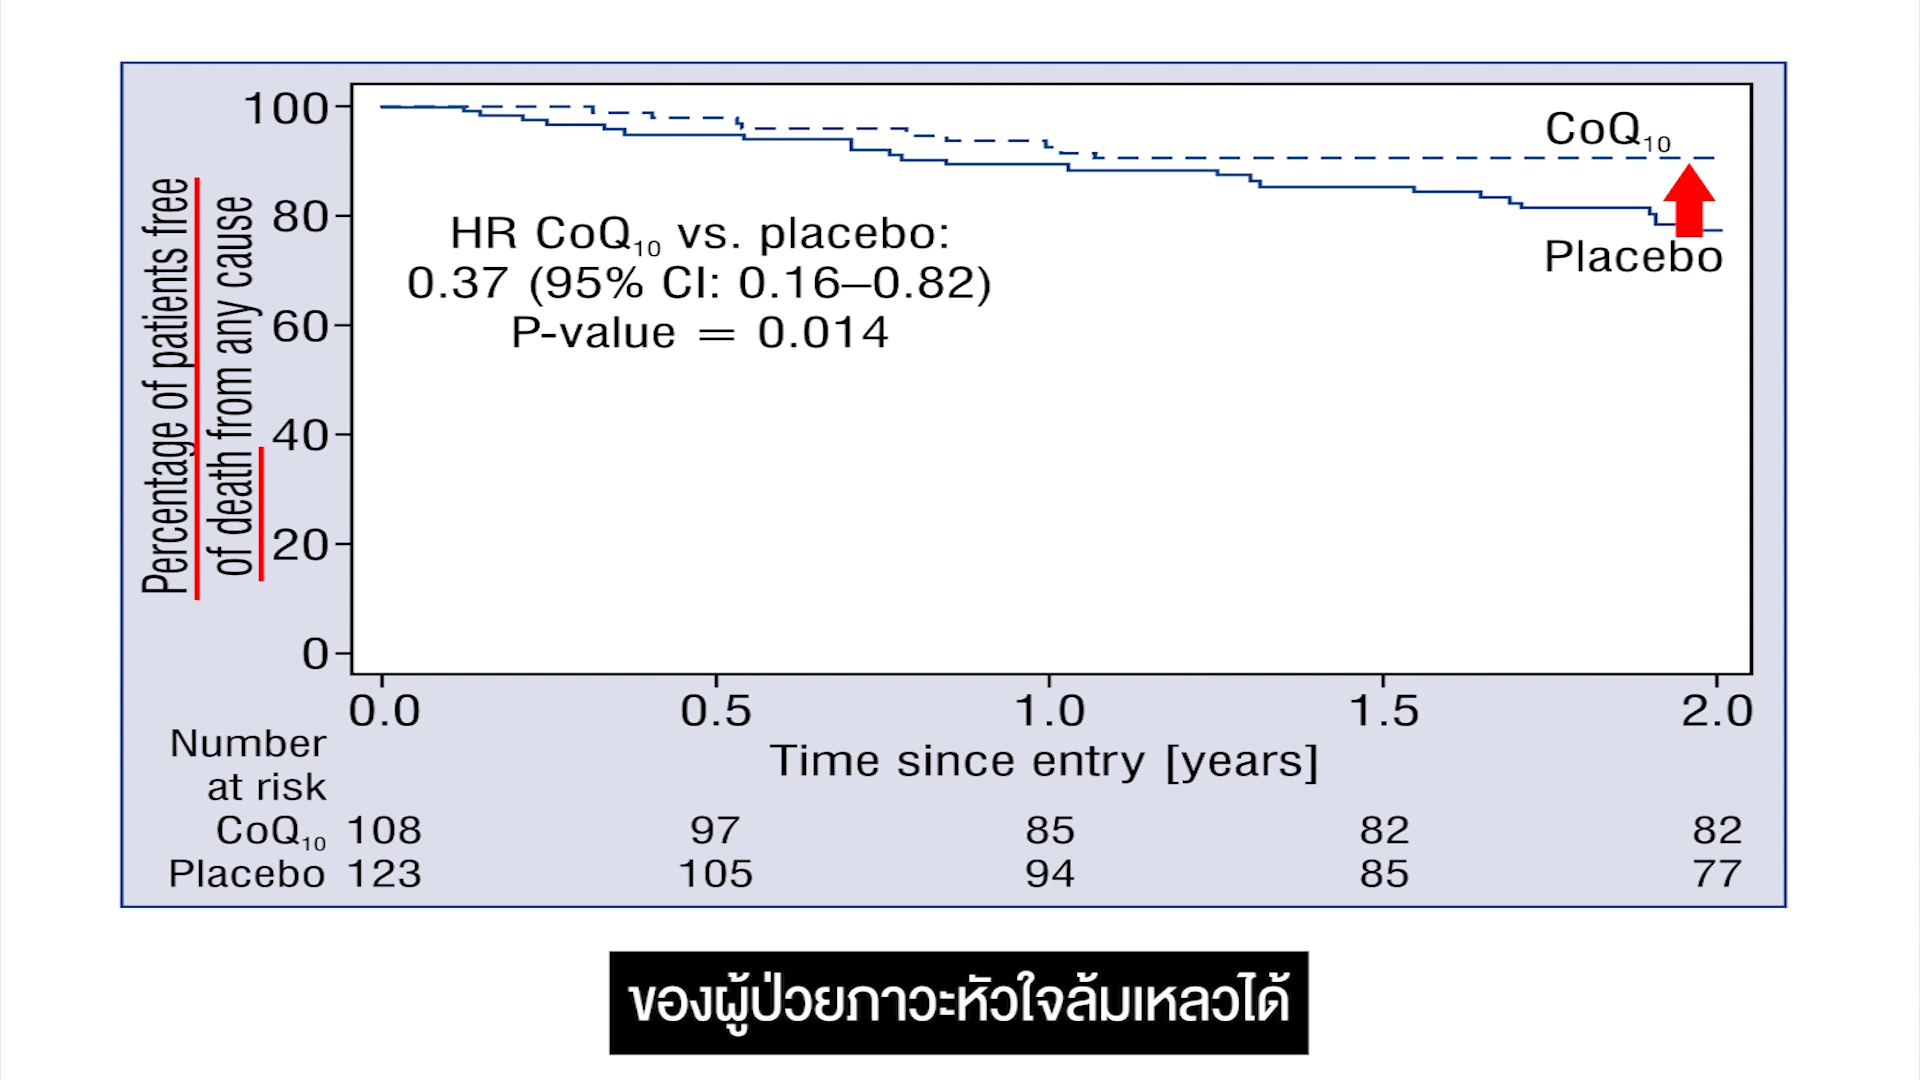 Percentage of patients free
of death from any cause
100
80
60
40
20
0
CoQ10
Placebo
HR CoQ10 vs. placebo:
0.37 (95% CI: 0.16–0.82)
P-value = 0.014
0.0 0.5 1.0 1.5 2.0
Time since entry [years]
Number
at risk
CoQ10 108 97 85 82 82
Placebo 123 105 94 85 77
ของผู้ป่วยภาวะหัวใจล้มเหลวได้